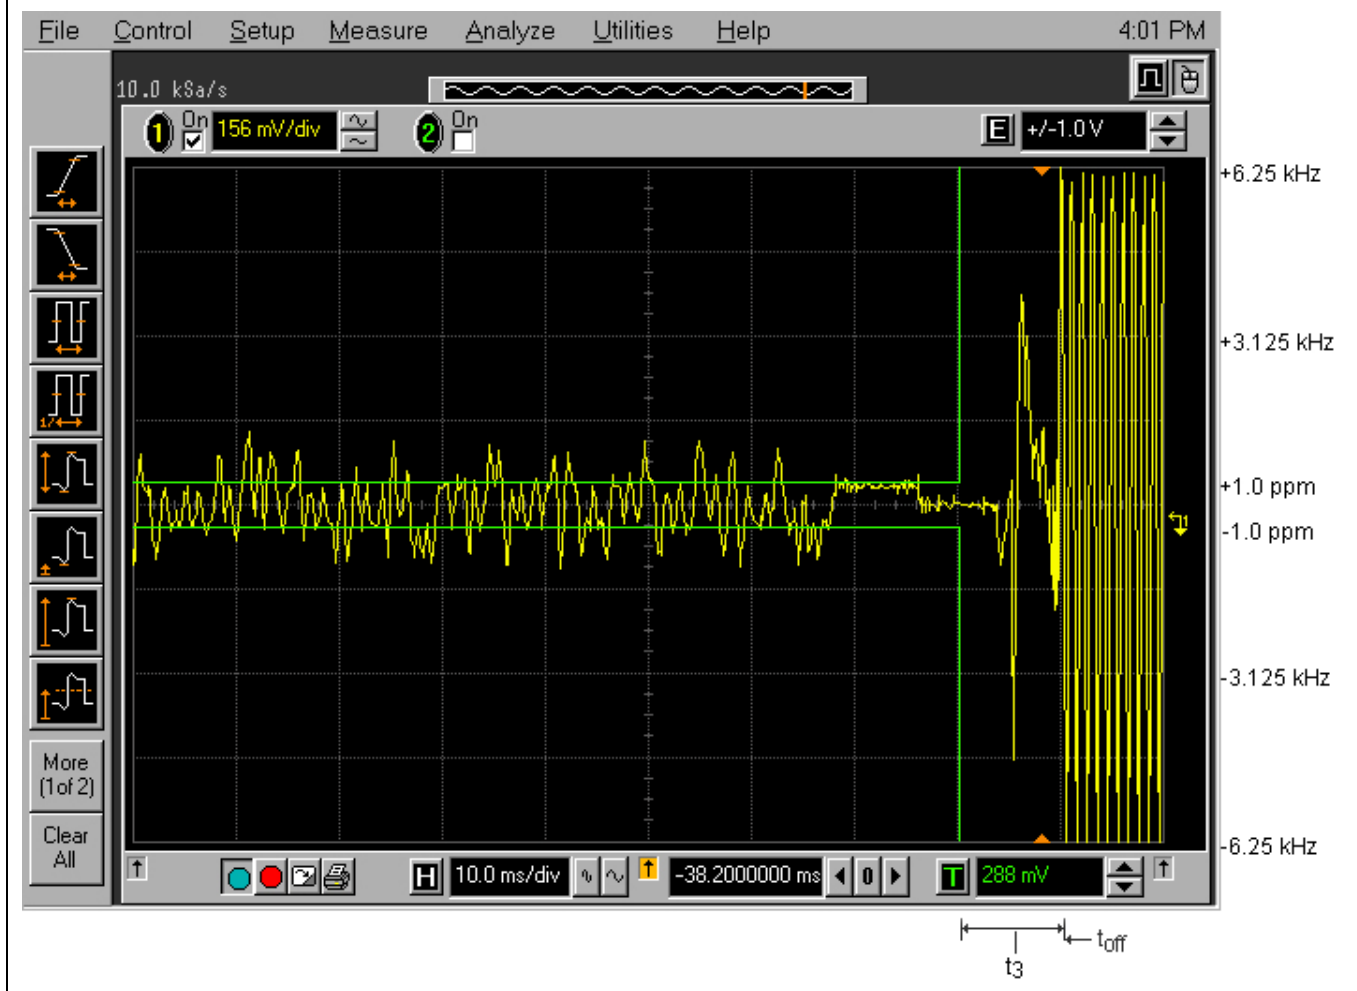 File Control Setup Measure Analyze Utilities Help 4:01 PM
10.0 kSa/s
1 On 156 mV/div 2 On E +/-1.0 V
+6.25 kHz
+3.125 kHz
1/
+1.0 ppm
-1.0 ppm
-3.125 kHz
More
(1of 2)
Clear
All
-6.25 kHz
H 10.0 ms/div -38.2000000 ms 0 T 288 mV
toff
t3